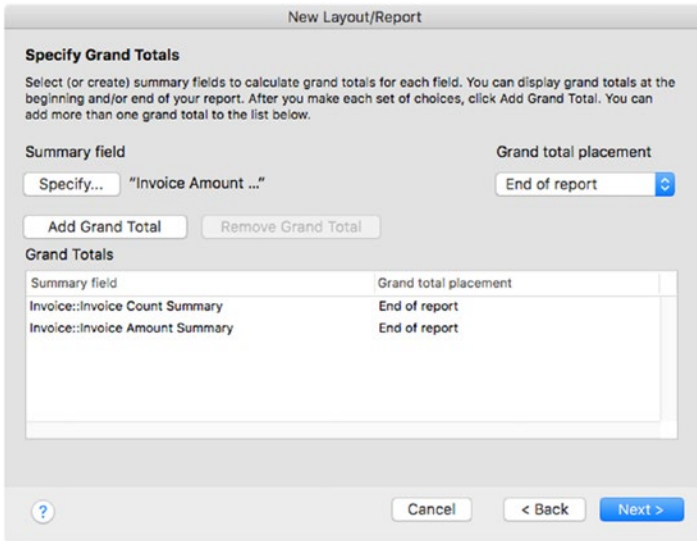 New Layout/Report
Specify Grand Totals
Select (or create) summary fields to calculate grand totals for each field. You can display grand totals at the
beginning and/or end of your report. After you make each set of choices, click Add Grand Total. You can
add more than one grand total to the list below.
Summary field Grand total placement
Specify... "Invoice Amount ..." End of report
Add Grand Total Remove Grand Total
Grand Totals
Summary field Grand total placement
Invoice::Invoice Count Summary End of report
Invoice::Invoice Amount Summary End of report
? Cancel < Back Next >